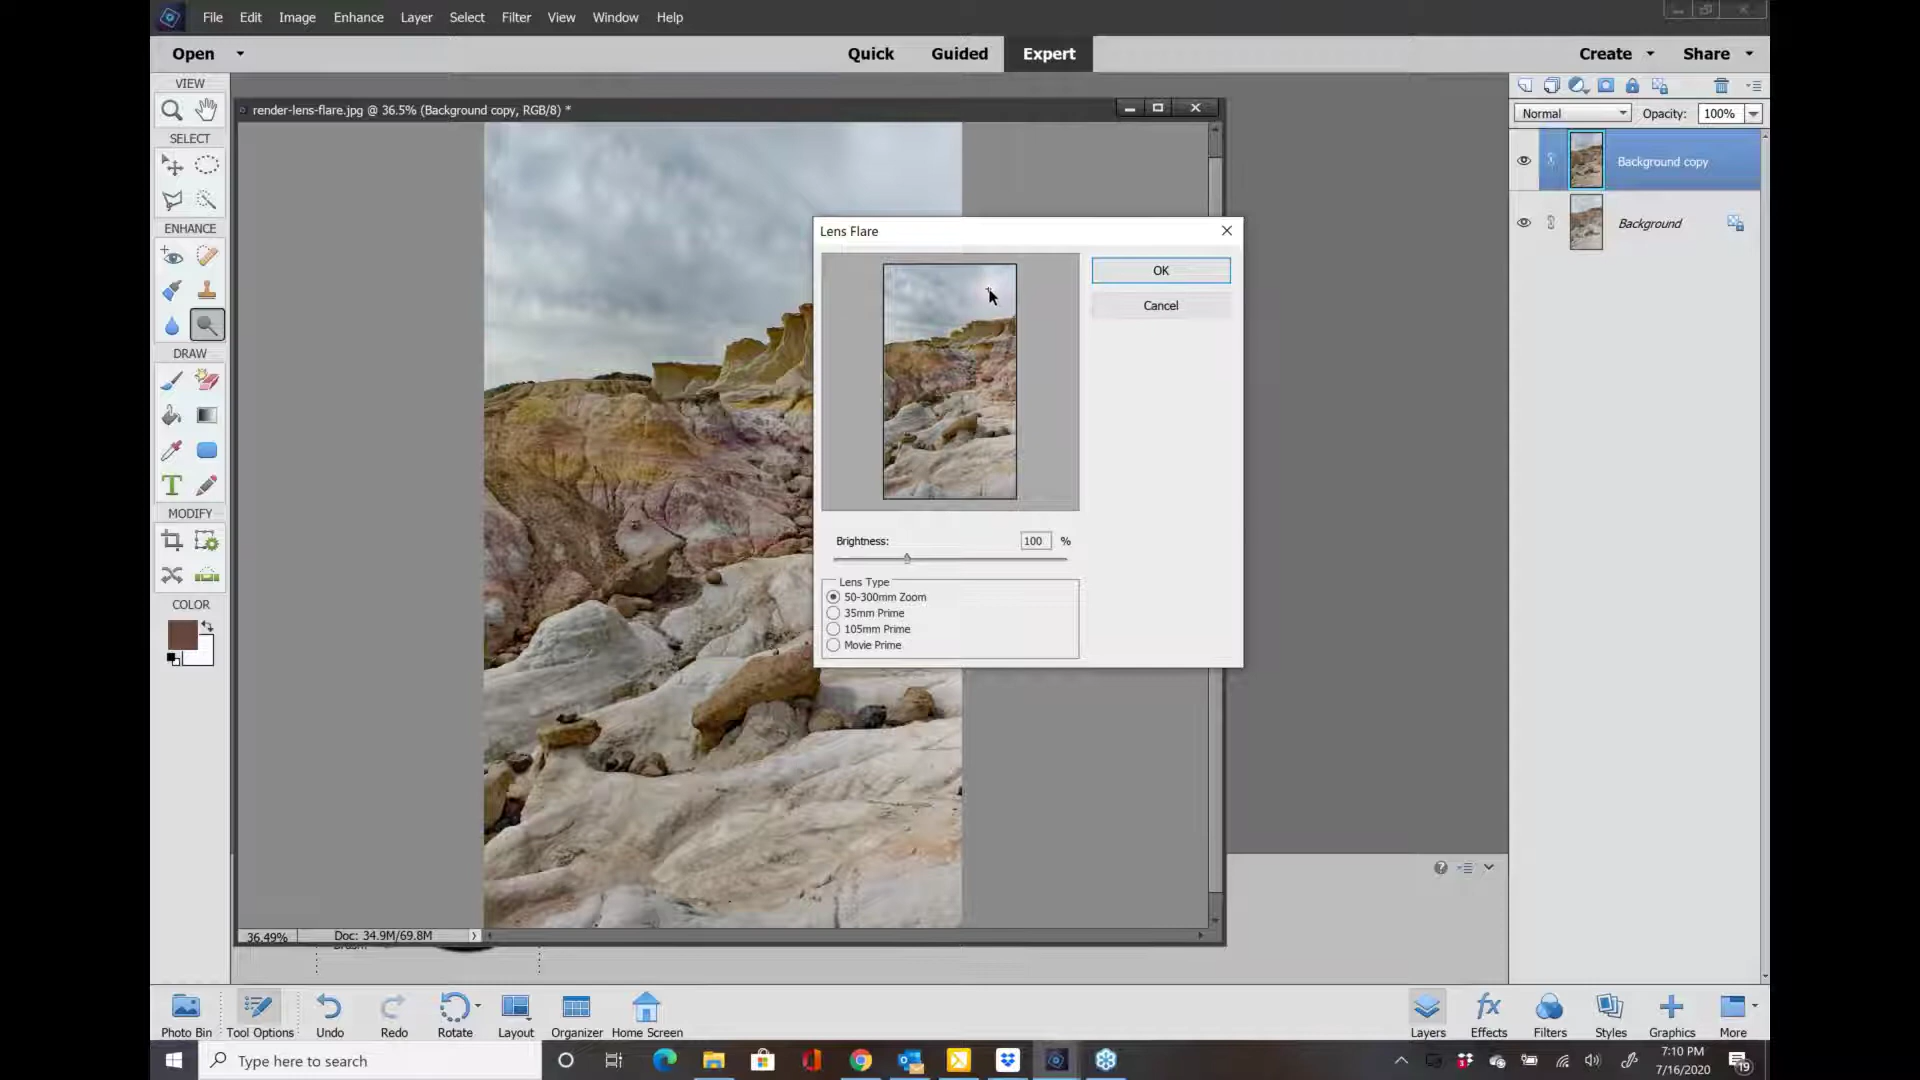 File Edit Image Enhance Layer Select Filter View Window Help
Open Quick Guided Expert Create Share
VIEW
SELECT
ENHANCE
DRAW
T
MODIFY
COLOR
render-lens-flare.jpg @ 36.5% (Background copy, RGB/8) *
Normal Opacity: 100%
Background copy
Background
Lens Flare
OK
Cancel
Brightness: 100 %
Lens Type
50-300mm Zoom
35mm Prime
105mm Prime
Movie Prime
36.49% Doc: 34.9M/69.8M
Photo Bin Tool Options Undo Redo Rotate Layout Organizer Home Screen
fx
Layers Effects Filters Styles Graphics More
Type here to search
7:10 PM
7/16/2020
19